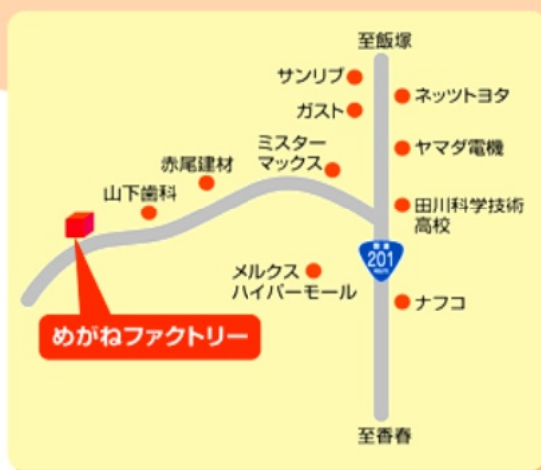 至飯塚
サンリブ
ネッツトヨタ
ガスト
ミスター
マックス
ヤマダ電機
赤尾建材
山下歯科
田川科学技術
高校
国道
201
ROUTE
メルクス
ハイパーモール
ナフコ
めがねファクトリー
至香春